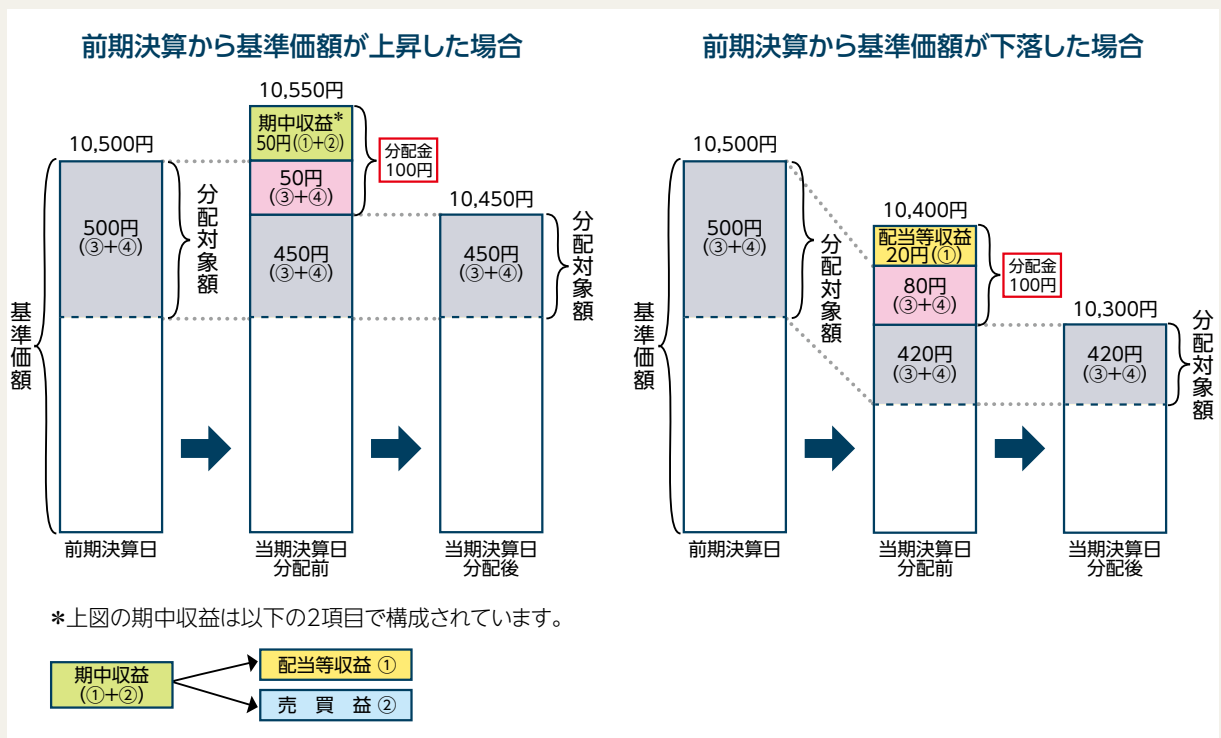 前期決算から基準価額が上昇した場合
10,550円
期中収益*
50円(①+②)
10,500円
分配金
100円
50円
(③+④)
10,450円
500円
(③+④)
分配対象額
450円
(③+④)
450円
(③+④)
分配対象額
基準価額
前期決算日
当期決算日
分配前
当期決算日
分配後
*上図の期中収益は以下の2項目で構成されています。
期中収益
(①+②)
配当等収益 ①
売 買 益 ②
前期決算から基準価額が下落した場合
10,500円
10,400円
500円
(③+④)
分配対象額
配当等収益
20円(①)
分配金
100円
80円
(③+④)
10,300円
420円
(③+④)
420円
(③+④)
分配対象額
基準価額
前期決算日
当期決算日
分配前
当期決算日
分配後